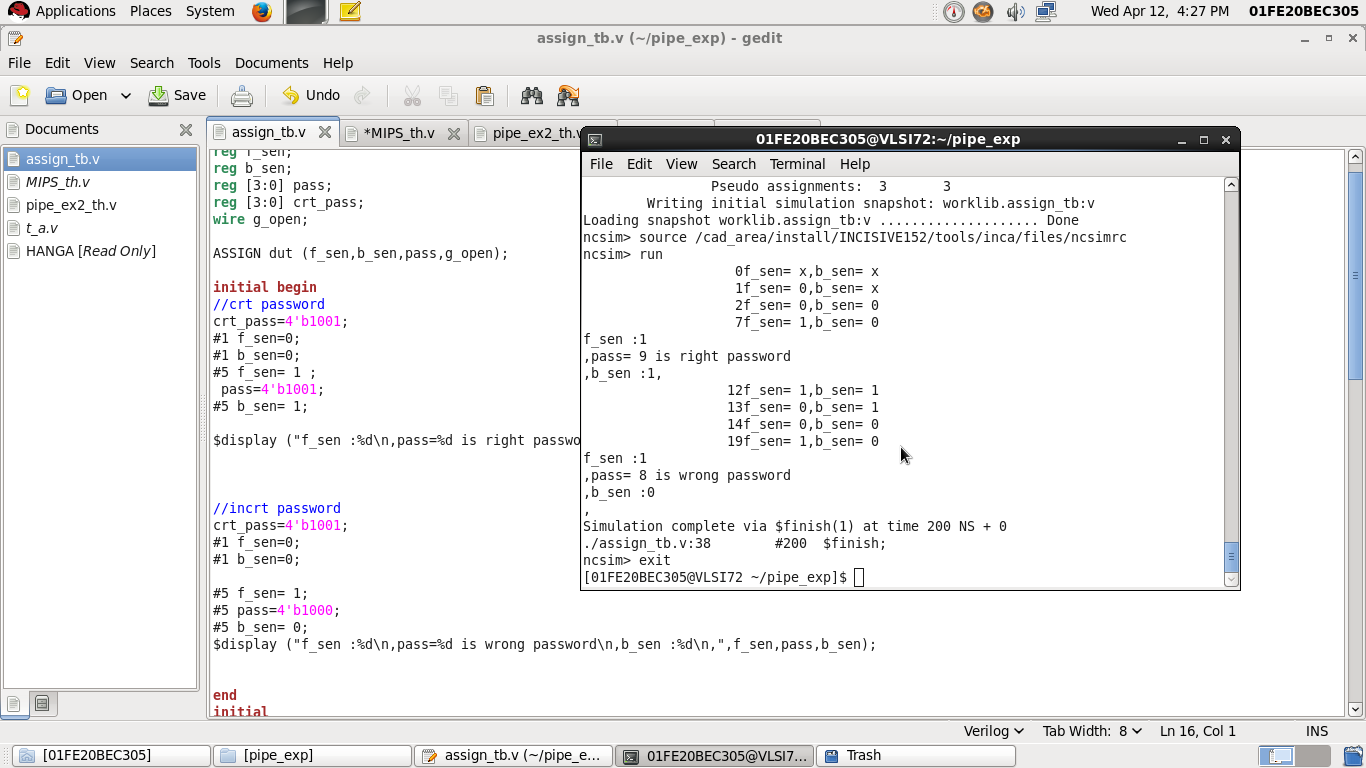 Applications Places System Wed Apr 12, 4:27 PM 01FE20BEC305
assign_tb.v (~/pipe_exp) - gedit
File Edit View Search Tools Documents Help
Open Save Undo
Documents
assign_tb.v
MIPS_th.v
pipe_ex2_th.v
t_a.v
HANGA [Read Only]
assign_tb.v *MIPS_th.v pipe_ex2_th.v
reg f_sen;
reg b_sen;
reg [3:0] pass;
reg [3:0] crt_pass;
wire g_open;
ASSIGN dut (f_sen,b_sen,pass,g_open);
initial begin
//crt password
crt_pass=4'b1001;
#1 f_sen=0;
#1 b_sen=0;
#5 f_sen= 1 ;
pass=4'b1001;
#5 b_sen= 1;
$display ("f_sen :%d\n,pass=%d is right passwo
//incrt password
crt_pass=4'b1001;
#1 f_sen=0;
#1 b_sen=0;
#5 f_sen= 1;
#5 pass=4'b1000;
#5 b_sen= 0;
$display ("f_sen :%d\n,pass=%d is wrong password\n,b_sen :%d\n,",f_sen,pass,b_sen);
end
initial
01FE20BEC305@VLSI72:~/pipe_exp
File Edit View Search Terminal Help
Pseudo assignments: 3 3
Writing initial simulation snapshot: worklib.assign_tb:v
Loading snapshot worklib.assign_tb:v .................... Done
ncsim> source /cad_area/install/INCISIVE152/tools/inca/files/ncsimrc
ncsim> run
0f_sen= x,b_sen= x
1f_sen= 0,b_sen= x
2f_sen= 0,b_sen= 0
7f_sen= 1,b_sen= 0
f_sen :1
,pass= 9 is right password
,b_sen :1,
12f_sen= 1,b_sen= 1
13f_sen= 0,b_sen= 1
14f_sen= 0,b_sen= 0
19f_sen= 1,b_sen= 0
f_sen :1
,pass= 8 is wrong password
,b_sen :0
,
Simulation complete via $finish(1) at time 200 NS + 0
./assign_tb.v:38 #200 $finish;
ncsim> exit
[01FE20BEC305@VLSI72 ~/pipe_exp]$
Verilog Tab Width: 8 Ln 16, Col 1 INS
[01FE20BEC305] [pipe_exp] assign_tb.v (~/pipe_e... 01FE20BEC305@VLSI7... Trash